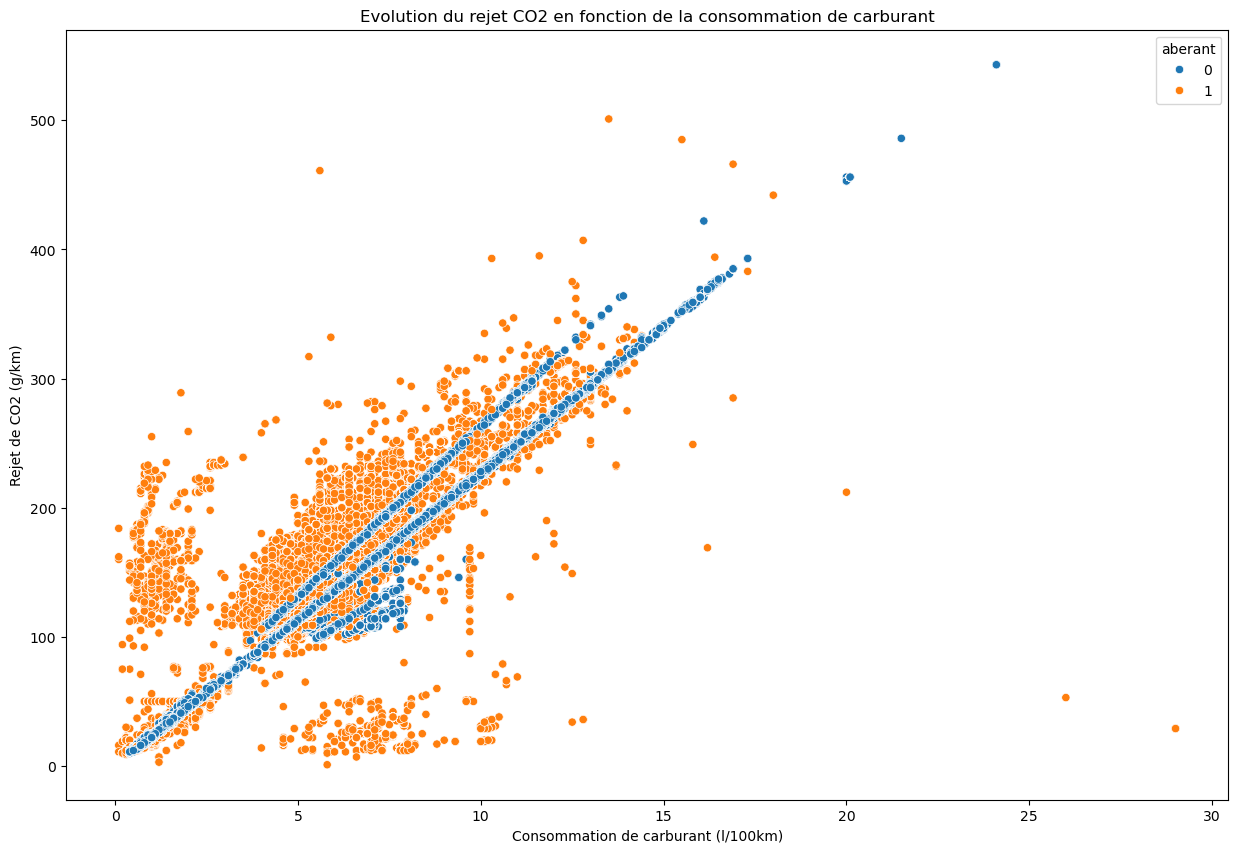 Evolution du rejet CO2 en fonction de la consommation de carburant
aberant
0
1
Rejet de CO2 (g/km)
500
400
300
200
100
0
0 5 10 15 20 25 30
Consommation de carburant (l/100km)